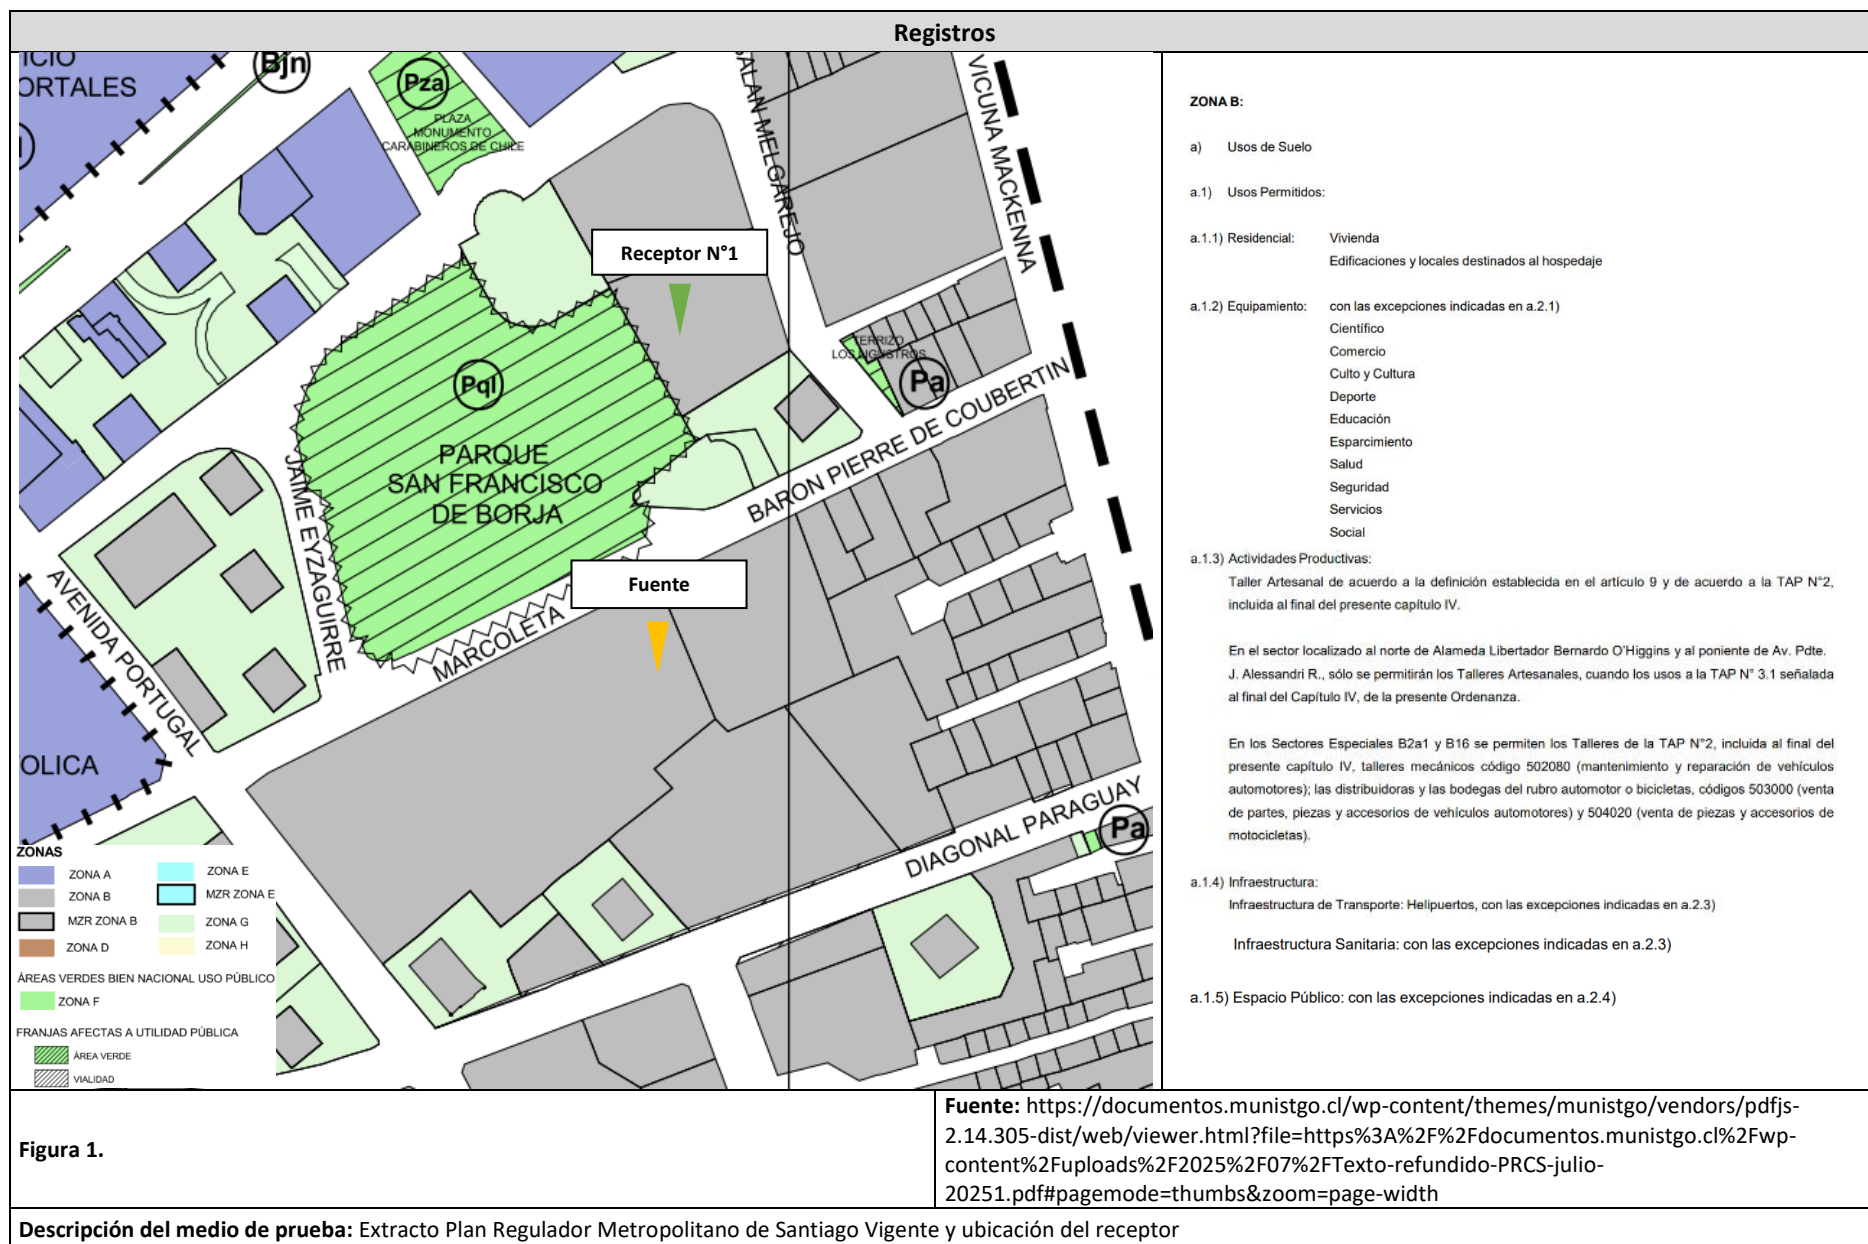 Registros
ICIO
ORTALES
Bjn
Pza
PLAZA
MONUMENTO
CARABINEROS DE CHILE
VICUNA MACKENNA
Receptor N°1
TERRIZO
Pql
Pa
PARQUE
SAN FRANCISCO
DE BORJA
JAIME EYZAGUIRRE
BARON PIERRE DE COUBERTIN
Fuente
MARCOLETA
AVENIDA PORTUGAL
OLICA
DIAGONAL PARAGUAY
Pa
ZONAS
ZONA A
ZONA E
ZONA B
MZR ZONA E
MZR ZONA B
ZONA G
ZONA D
ZONA H
ÁREAS VERDES BIEN NACIONAL USO PÚBLICO
ZONA F
FRANJAS AFECTAS A UTILIDAD PÚBLICA
ÁREA VERDE
VIALIDAD
ZONA B:
a) Usos de Suelo
a.1) Usos Permitidos:
a.1.1) Residencial: Vivienda
Edificaciones y locales destinados al hospedaje
a.1.2) Equipamiento: con las excepciones indicadas en a.2.1)
Científico
Comercio
Culto y Cultura
Deporte
Educación
Esparcimiento
Salud
Seguridad
Servicios
Social
a.1.3) Actividades Productivas:
Taller Artesanal de acuerdo a la definición establecida en el artículo 9 y de acuerdo a la TAP N°2,
incluida al final del presente capítulo IV.
En el sector localizado al norte de Alameda Libertador Bernardo O'Higgins y al poniente de Av. Pdte.
J. Alessandri R., sólo se permitirán los Talleres Artesanales, cuando los usos a la TAP N° 3.1 señalada
al final del Capítulo IV, de la presente Ordenanza.
En los Sectores Especiales B2a1 y B16 se permiten los Talleres de la TAP N°2, incluida al final del
presente capítulo IV, talleres mecánicos código 502080 (mantenimiento y reparación de vehículos
automotores); las distribuidoras y las bodegas del rubro automotor o bicicletas, códigos 503000 (venta
de partes, piezas y accesorios de vehículos automotores) y 504020 (venta de piezas y accesorios de
motocicletas).
a.1.4) Infraestructura:
Infraestructura de Transporte: Helipuertos, con las excepciones indicadas en a.2.3)
Infraestructura Sanitaria: con las excepciones indicadas en a.2.3)
a.1.5) Espacio Público: con las excepciones indicadas en a.2.4)
Figura 1.
Fuente: https://documentos.munistgo.cl/wp-content/themes/munistgo/vendors/pdfjs-
2.14.305-dist/web/viewer.html?file=https%3A%2F%2Fdocumentos.munistgo.cl%2Fwp-
content%2Fuploads%2F2025%2F07%2FTexto-refundido-PRCS-julio-
20251.pdf#pagemode=thumbs&zoom=page-width
Descripción del medio de prueba: Extracto Plan Regulador Metropolitano de Santiago Vigente y ubicación del receptor